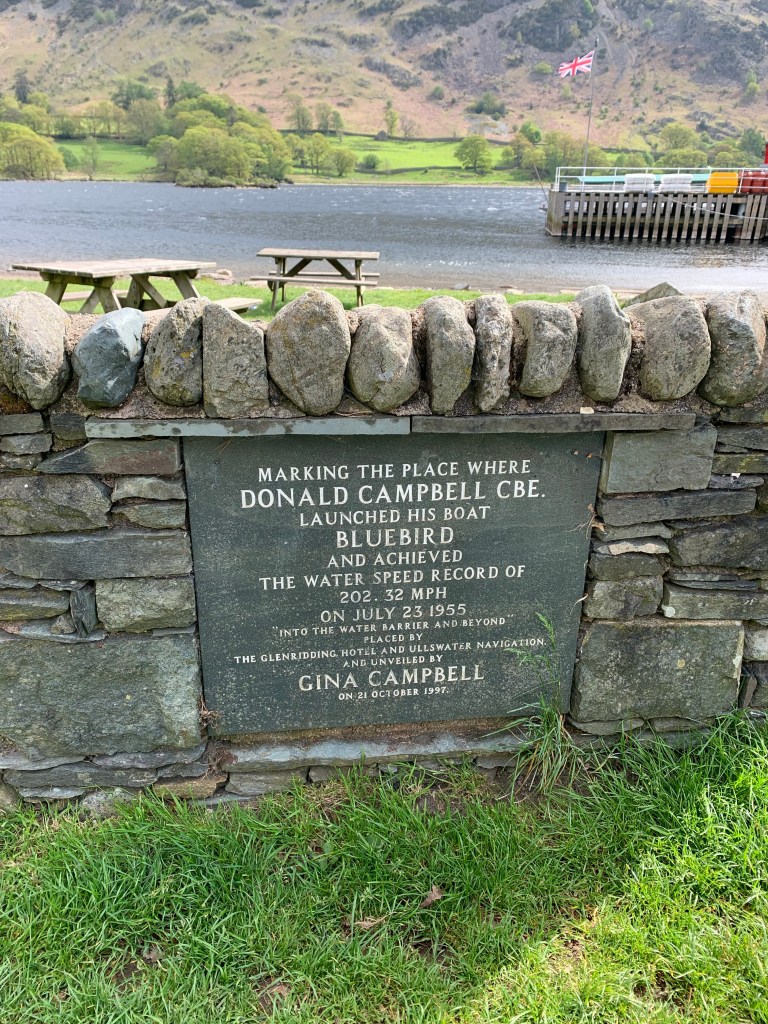 MARKING THE PLACE WHERE
DONALD CAMPBELL CBE.
LAUNCHED HIS BOAT
BLUEBIRD
AND ACHIEVED
THE WATER SPEED RECORD OF
202.32 MPH
ON JULY 23 1955
"INTO THE WATER BARRIER AND BEYOND"
PLACED BY
THE GLENRIDDING HOTEL AND ULLSWATER NAVIGATION.
AND UNVEILED BY
GINA CAMPBELL
ON 21 OCTOBER 1997.